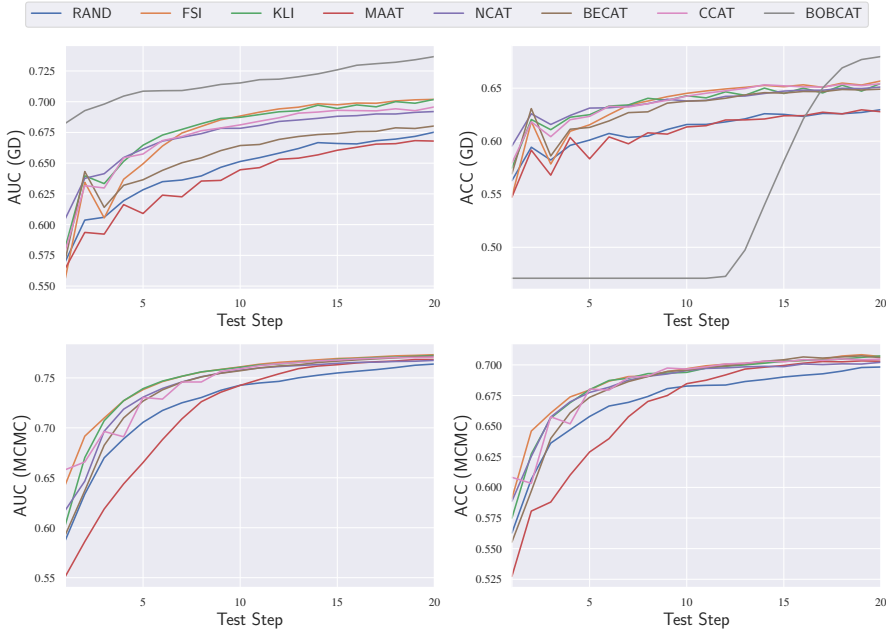 RAND FSI KLI MAAT NCAT BECAT CCAT BOBCAT
AUC (GD)
0.725
0.700
0.675
0.650
0.625
0.600
0.575
0.550
5 10 15 20
Test Step
ACC (GD)
0.65
0.60
0.55
0.50
5 10 15 20
Test Step
AUC (MCMC)
0.75
0.70
0.65
0.60
0.55
5 10 15 20
Test Step
ACC (MCMC)
0.700
0.675
0.650
0.625
0.600
0.575
0.550
0.525
5 10 15 20
Test Step